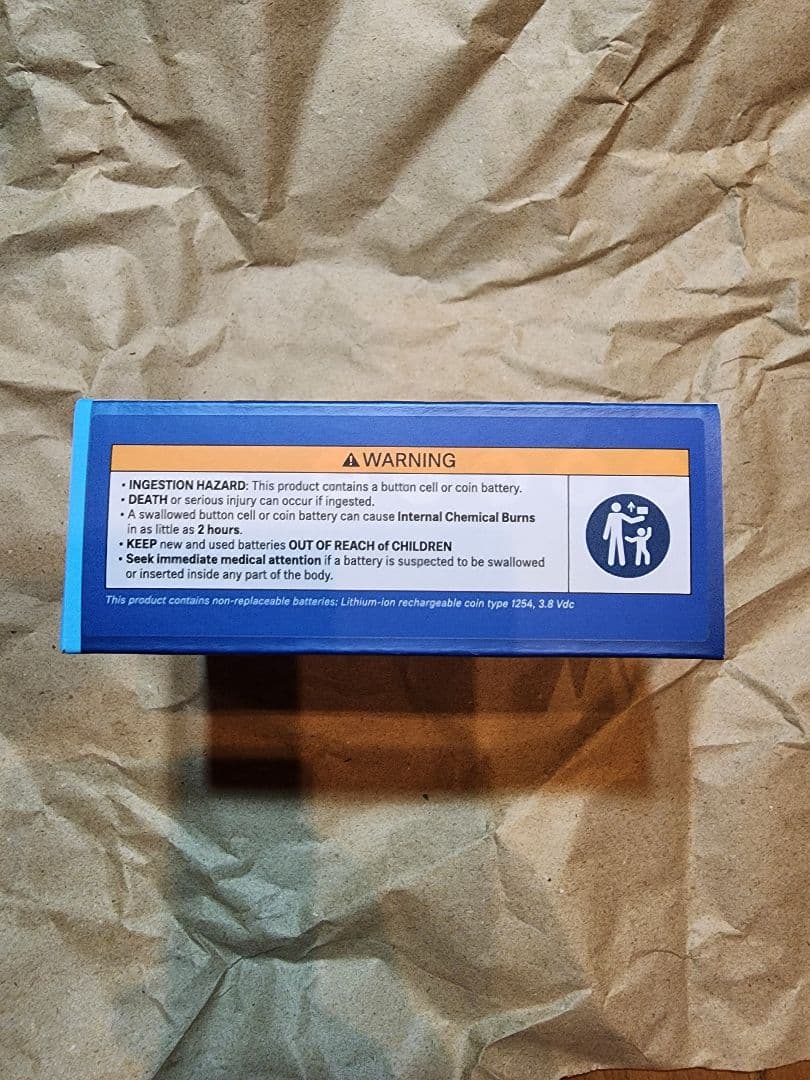 ⚠ WARNING
• INGESTION HAZARD: This product contains a button cell or coin battery.
• DEATH or serious injury can occur if ingested.
• A swallowed button cell or coin battery can cause Internal Chemical Burns
in as little as 2 hours.
• KEEP new and used batteries OUT OF REACH of CHILDREN
• Seek immediate medical attention if a battery is suspected to be swallowed
or inserted inside any part of the body.
This product contains non-replaceable batteries: Lithium-ion rechargeable coin type 1254, 3.8 Vdc